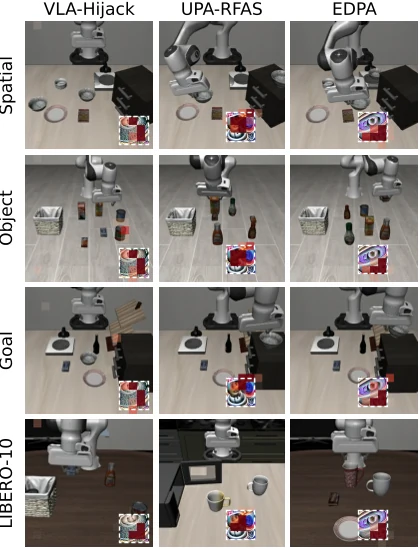 VLA-Hijack UPA-RFAS EDPA
Spatial
Object
Goal
LIBERO-10